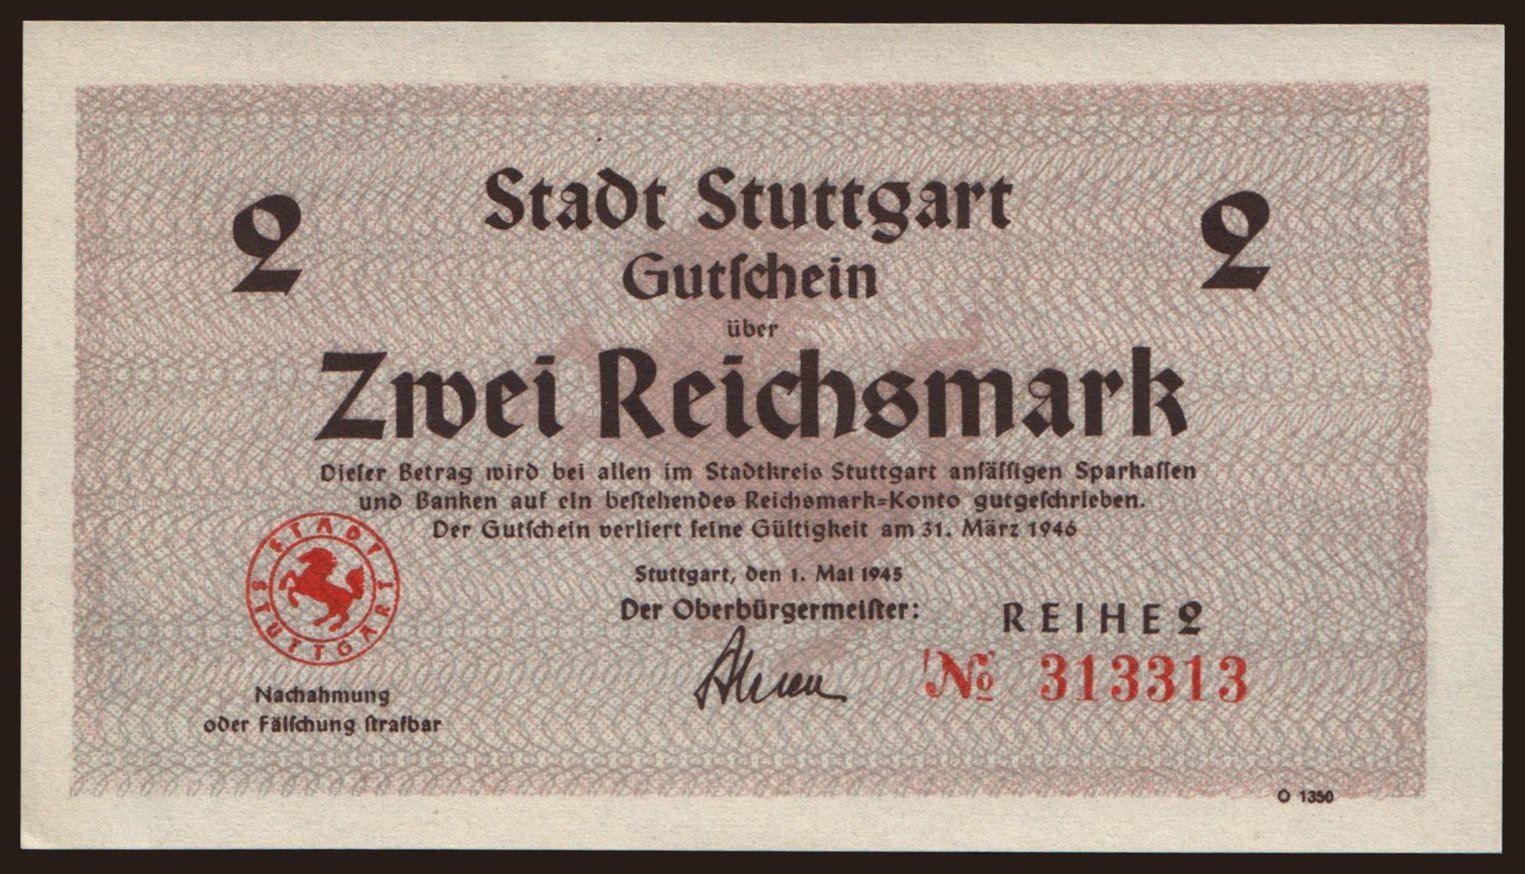 2
Stadt Stuttgart
2
Gutſchein
über
Zwei Reichsmark
Dieſer Betrag wird bei allen im Stadtkreis Stuttgart anſäſſigen Sparkaſſen
und Banken auf ein beſtehendes Reichsmark=Konto gutgeſchrieben.
Der Gutſchein verliert ſeine Gültigkeit am 31. März 1946
Stuttgart, den 1. Mai 1945
Der Oberbürgermeiſter:
REIHE 2
№ 313313
STADT STUTTGART
Nachahmung
oder Fälſchung ſtrafbar
O 1350